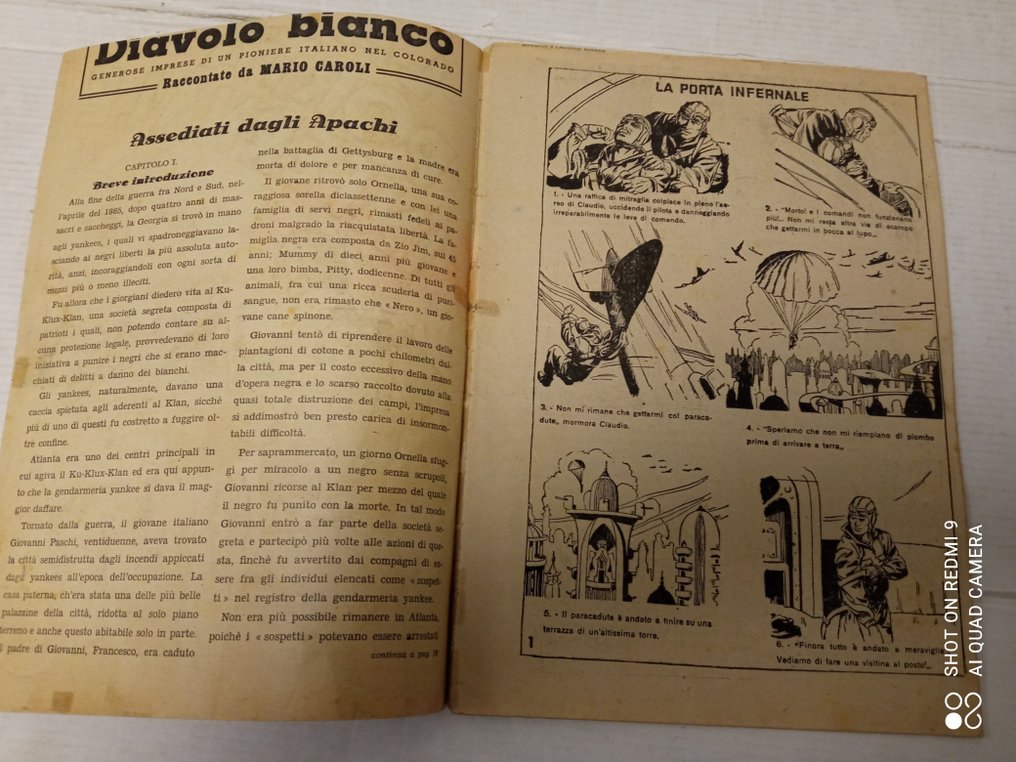 Diavolo bianco
GENEROSE IMPRESE DI UN PIONIERE ITALIANO NEL COLORADO
Raccontate da MARIO CAROLI
Assediati dagli Apachi
CAPITOLO I.
Breve introduzione
Alla fine della guerra fra Nord e Sud, nel-
l'aprile del 1865, dopo quattro anni di mas-
sacri e saccheggi, la Georgia si trovò in mano
agli yankees, i quali vi spadroneggiavano la-
sciando ai negri liberti la più assoluta auto-
rità, anzi, incoraggiandoli con ogni sorta di
mezzi più o meno illeciti.
Fu allora che i giorgiani diedero vita al Ku-
Klux-Klan, una società segreta composta di
patrioti i quali, non potendo contare su al-
cuna protezione legale, provvedevano di loro
iniziativa a punire i negri che si erano mac-
chiati di delitti a danno dei bianchi.
Gli yankees, naturalmente, davano una
caccia spietata agli aderenti al Klan, sicchè
più di uno di questi fu costretto a fuggire ol-
tre confine.
Atlanta era uno dei centri principali in
cui agiva il Ku-Klux-Klan ed era qui appun-
to che la gendarmeria yankee si dava il mag-
gior daffare.
Tornato dalla guerra, il giovane italiano
Giovanni Paschi, ventiduenne, aveva trovato
la città semidistrutta dagli incendi appiccati
dagli yankees all'epoca dell'occupazione. La
casa paterna, ch'era stata una delle più belle
palazzine della città, ridotta al solo piano
terreno e anche questo abitabile solo in parte.
padre di Giovanni, Francesco, era caduto
nella battaglia di Gettysburg e la madre era
morta di dolore e per mancanza di cure.
Il giovane ritrovò solo Ornella, una sua co-
raggiosa sorella diciassettenne e con lei una
famiglia di servi negri, rimasti fedeli ai pa-
droni malgrado la riacquistata libertà. La fa-
miglia negra era composta da Zio Jim, sui 45
anni; Mummy di dieci anni più giovane e
una loro bimba, Pitty, dodicenne. Di tutti gli
animali, fra cui una ricca scuderia di puri-
sangue, non era rimasto che « Nero », un gio-
vane cane spinone.
Giovanni tentò di riprendere il lavoro delle
piantagioni di cotone a pochi chilometri dal-
la città, ma per il costo eccessivo della mano
d'opera negra e lo scarso raccolto dovuto alla
quasi totale distruzione dei campi, l'impresa
si addimostrò ben presto carica di insormon-
tabili difficoltà.
Per saprammercato, un giorno Ornella sfug-
gì per miracolo a un negro senza scrupoli.
Giovanni ricorse al Klan per mezzo del quale
il negro fu punito con la morte. In tal modo
Giovanni entrò a far parte della società se-
greta e partecipò più volte alle azioni di que-
sta, finchè fu avvertito dai compagni di es-
sere fra gli individui elencati come « sospet-
ti » nel registro della gendarmeria yankee.
Non era più possibile rimanere in Atlanta,
poichè i « sospetti » potevano essere arrestati
continua a pag. 19
LA PORTA INFERNALE
1. - Una raffica di mitraglia colpisce in pieno l'ae-
reo di Claudio, uccidendo il pilota e danneggiando
irreparabilmente le leve di comando.
2. - "Morto! e i comandi non funzionano
più!.. Non mi resta altra via di scampo
che gettarmi in bocca al lupo„
3. - Non mi rimane che gettarmi col paraca-
dute„ mormora Claudio.
4. - "Speriamo che non mi riempiano di piombo
prima di arrivare a terra„
5. - Il paracadute è andato a finire su una
terrazza di un'altissima torre.
6. - "Finora tutto è andato a meraviglia
Vediamo di fare una visitina al posto!„
1
SHOT ON REDMI 9
AI QUAD CAMERA